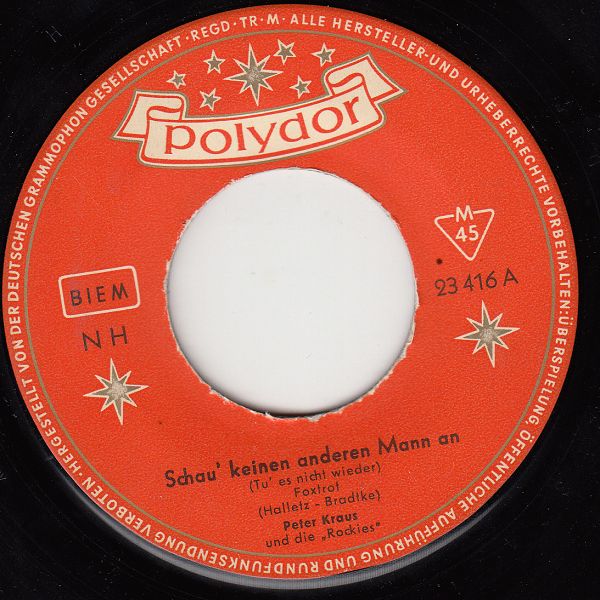 HERGESTELLT VON DER DEUTSCHEN GRAMMOPHON GESELLSCHAFT · REGD · TR · M · ALLE HERSTELLER- UND URHEBERRECHTE VORBEHALTEN: ÜBERSPIELUNG, ÖFFENTLICHE AUFFÜHRUNG UND RUNDFUNKSENDUNG VERBOTEN ·
polydor
M
45
BIEM
23 416 A
NH
Schau' keinen anderen Mann an
(Tu' es nicht wieder)
Foxtrot
(Halletz - Bradtke)
Peter Kraus
und die „Rockies"